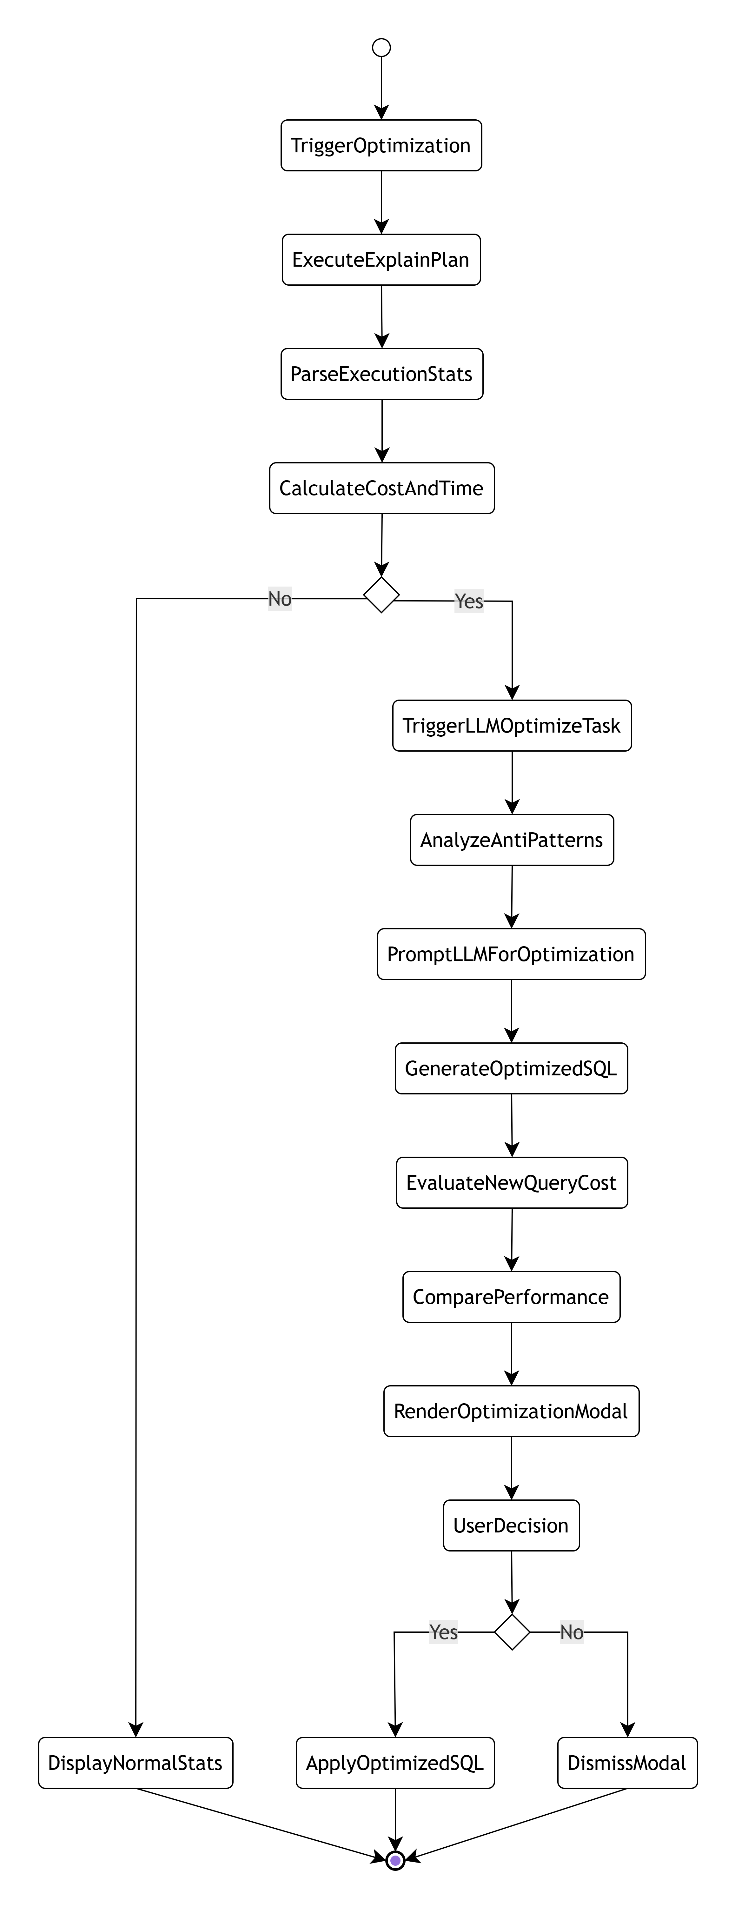 TriggerOptimization
ExecuteExplainPlan
ParseExecutionStats
CalculateCostAndTime
No
Yes
TriggerLLMOptimizeTask
AnalyzeAntiPatterns
PromptLLMForOptimization
GenerateOptimizedSQL
EvaluateNewQueryCost
ComparePerformance
RenderOptimizationModal
UserDecision
Yes
No
DisplayNormalStats
ApplyOptimizedSQL
DismissModal